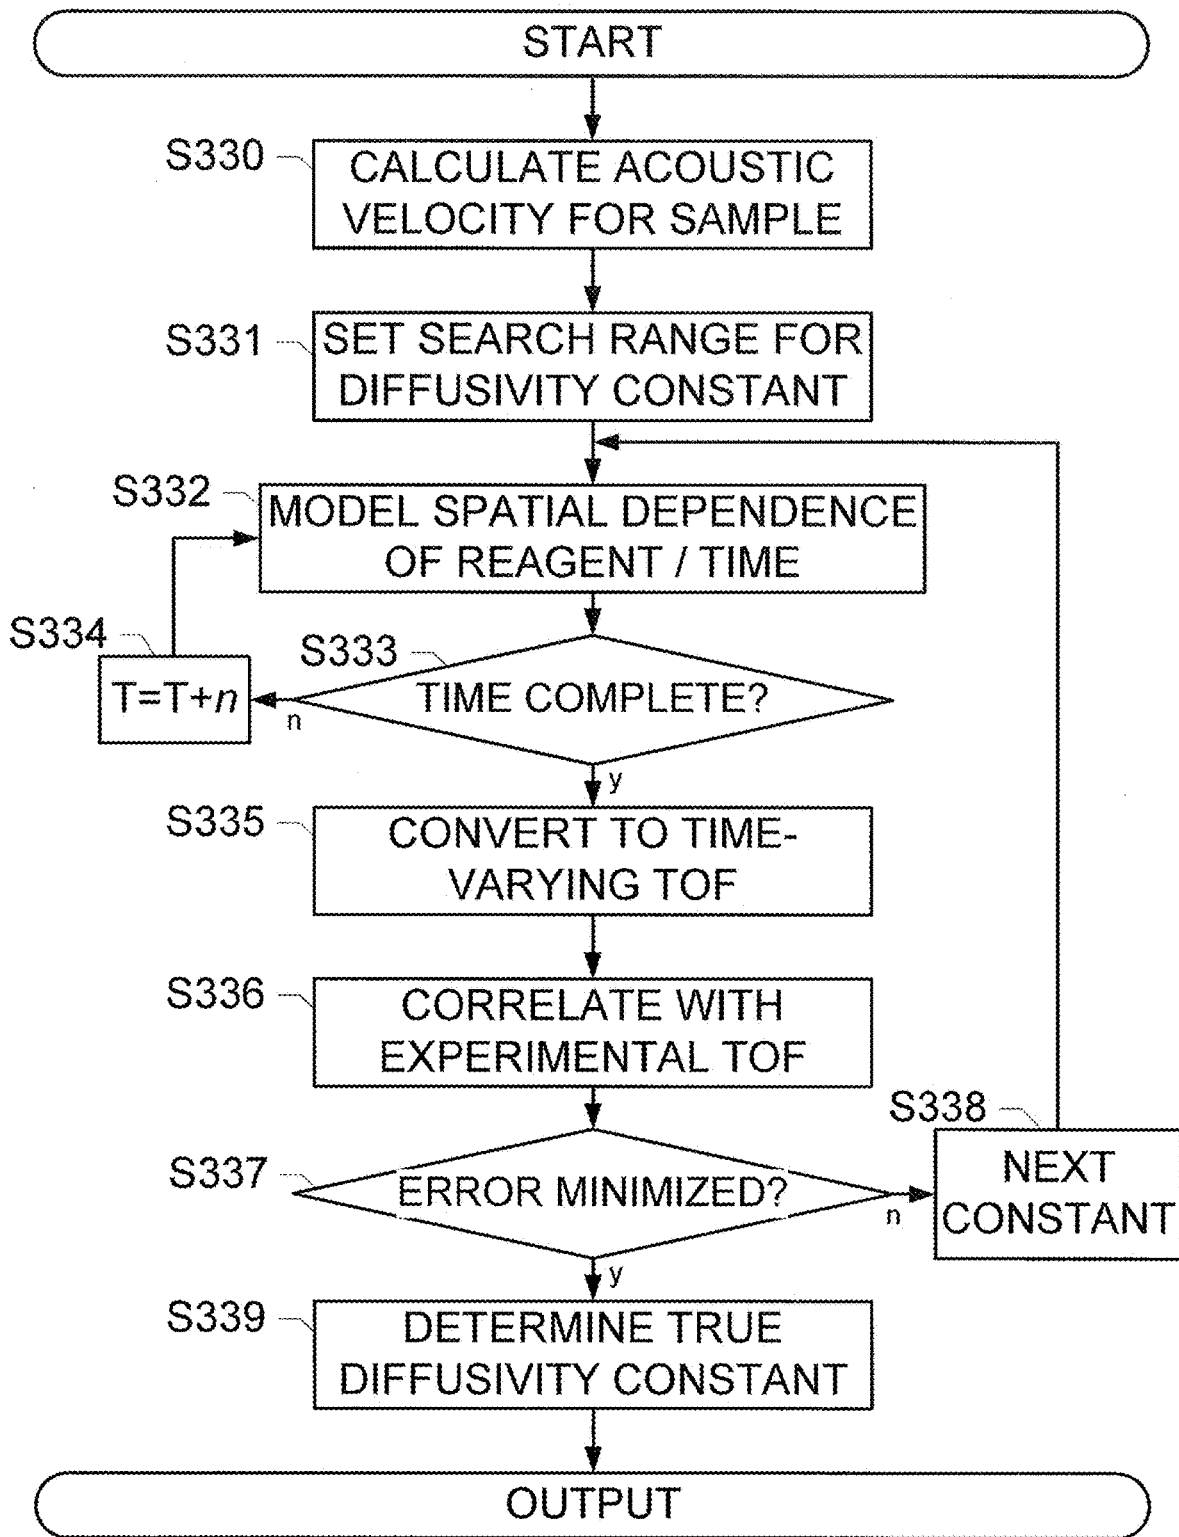 START
S330
CALCULATE ACOUSTIC
VELOCITY FOR SAMPLE
S331
SET SEARCH RANGE FOR
DIFFUSIVITY CONSTANT
S332
MODEL SPATIAL DEPENDENCE
OF REAGENT / TIME
S334
T=T+n
S333
TIME COMPLETE?
n
y
S335
CONVERT TO TIME-
VARYING TOF
S336
CORRELATE WITH
EXPERIMENTAL TOF
S337
ERROR MINIMIZED?
n
y
S338
NEXT
CONSTANT
S339
DETERMINE TRUE
DIFFUSIVITY CONSTANT
OUTPUT